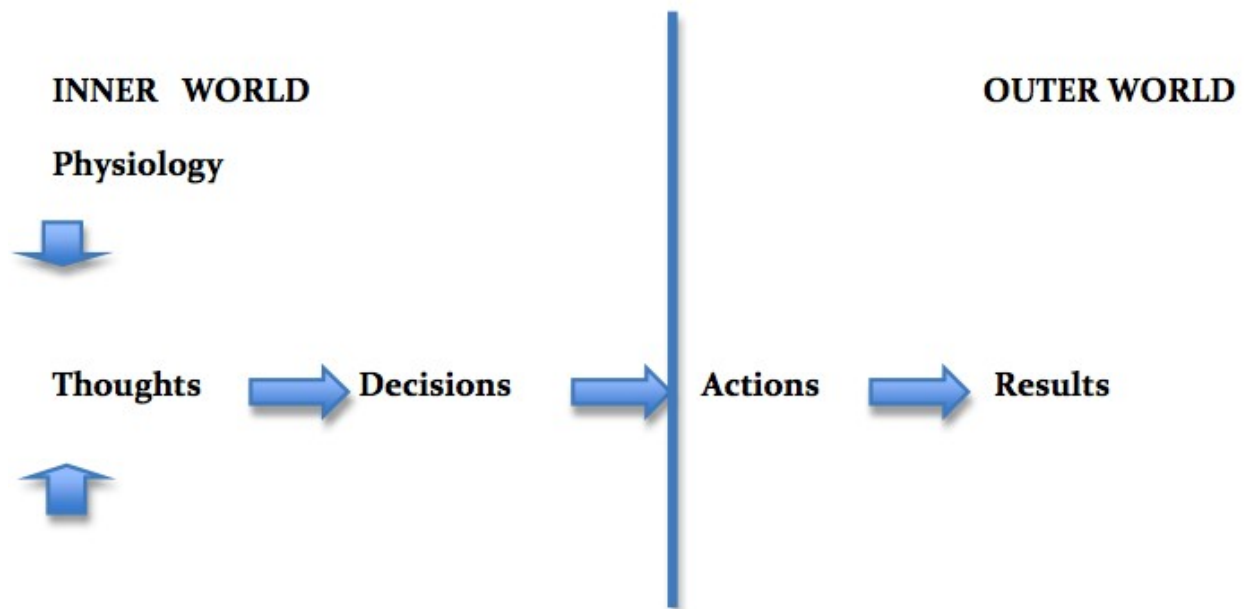 INNER WORLD OUTER WORLD
Physiology
Thoughts Decisions Actions Results